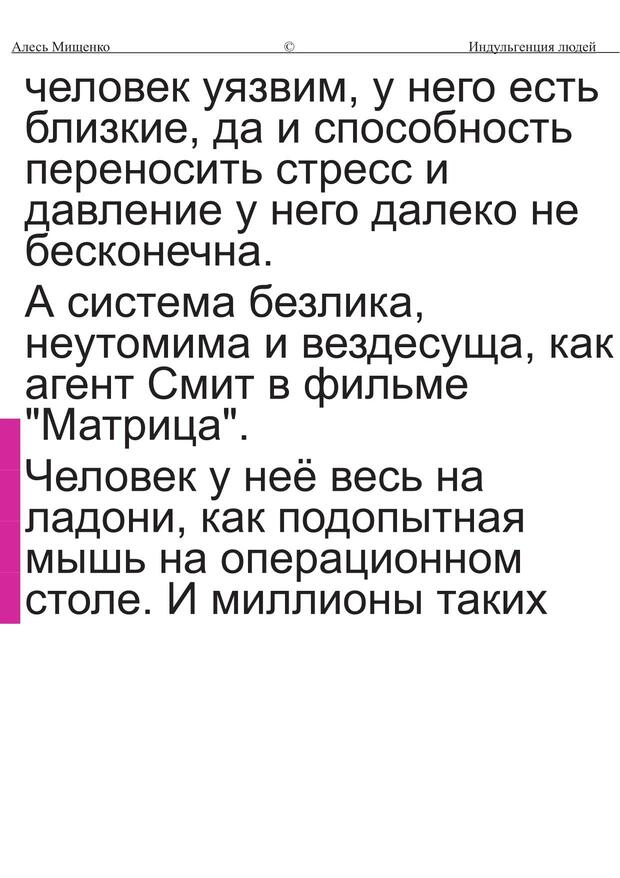 Алесь Мищенко © Индульгенция людей
человек уязвим, у него есть
близкие, да и способность
переносить стресс и
давление у него далеко не
бесконечна.
А система безлика,
неутомима и вездесуща, как
агент Смит в фильме
"Матрица".
Человек у неё весь на
ладони, как подопытная
мышь на операционном
столе. И миллионы таких